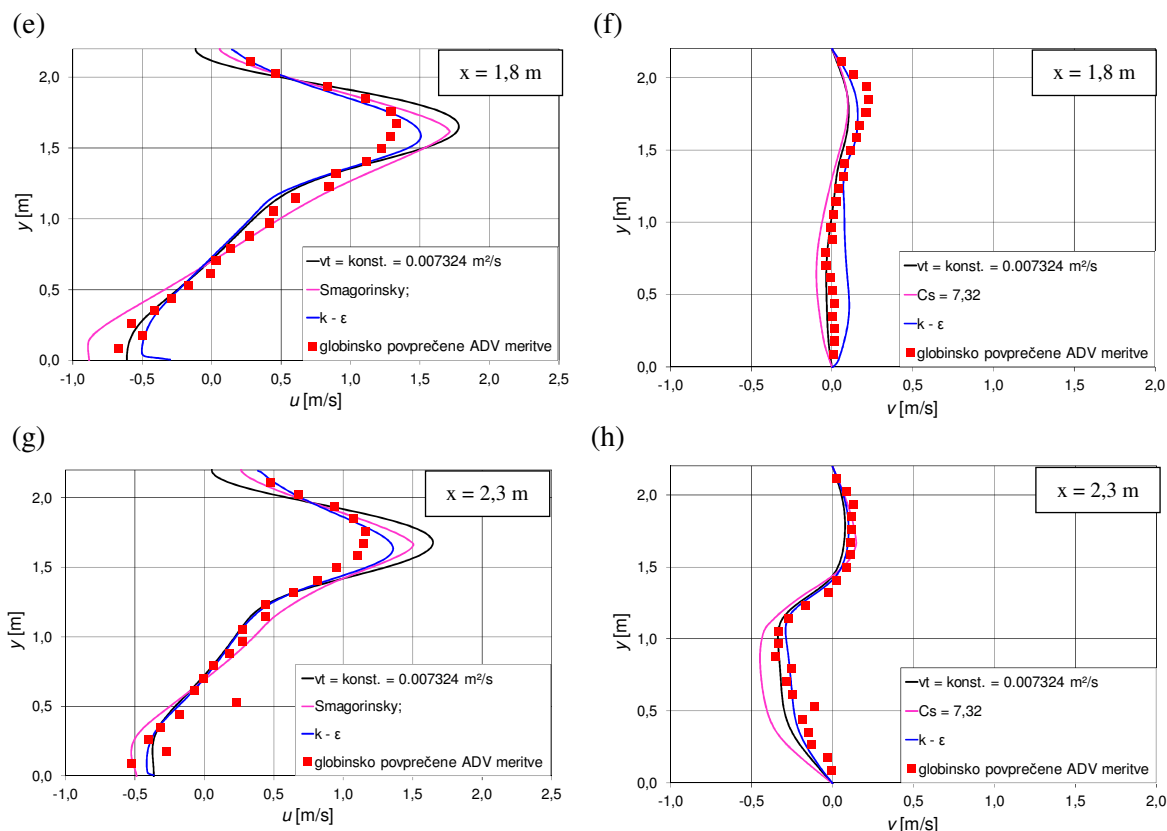 (e)
x = 1,8 m
y [m]
2,0
1,5
1,0
0,5
0,0
vt = konst. = 0.007324 m²/s
Smagorinsky;
k - ε
globinsko povprečene ADV meritve
-1,0 -0,5 0,0 0,5 1,0 1,5 2,0 2,5
u [m/s]
(f)
x = 1,8 m
y [m]
2,0
1,5
1,0
0,5
0,0
vt = konst. = 0.007324 m²/s
Cs = 7,32
k - ε
globinsko povprečene ADV meritve
-1,0 -0,5 0,0 0,5 1,0 1,5 2,0
v [m/s]
(g)
x = 2,3 m
y [m]
2,0
1,5
1,0
0,5
0,0
vt = konst. = 0.007324 m²/s
Smagorinsky;
k - ε
globinsko povprečene ADV meritve
-1,0 -0,5 0,0 0,5 1,0 1,5 2,0 2,5
u [m/s]
(h)
x = 2,3 m
y [m]
2,0
1,5
1,0
0,5
0,0
vt = konst. = 0.007324 m²/s
Cs = 7,32
k - ε
globinsko povprečene ADV meritve
-1,0 -0,5 0,0 0,5 1,0 1,5 2,0
v [m/s]